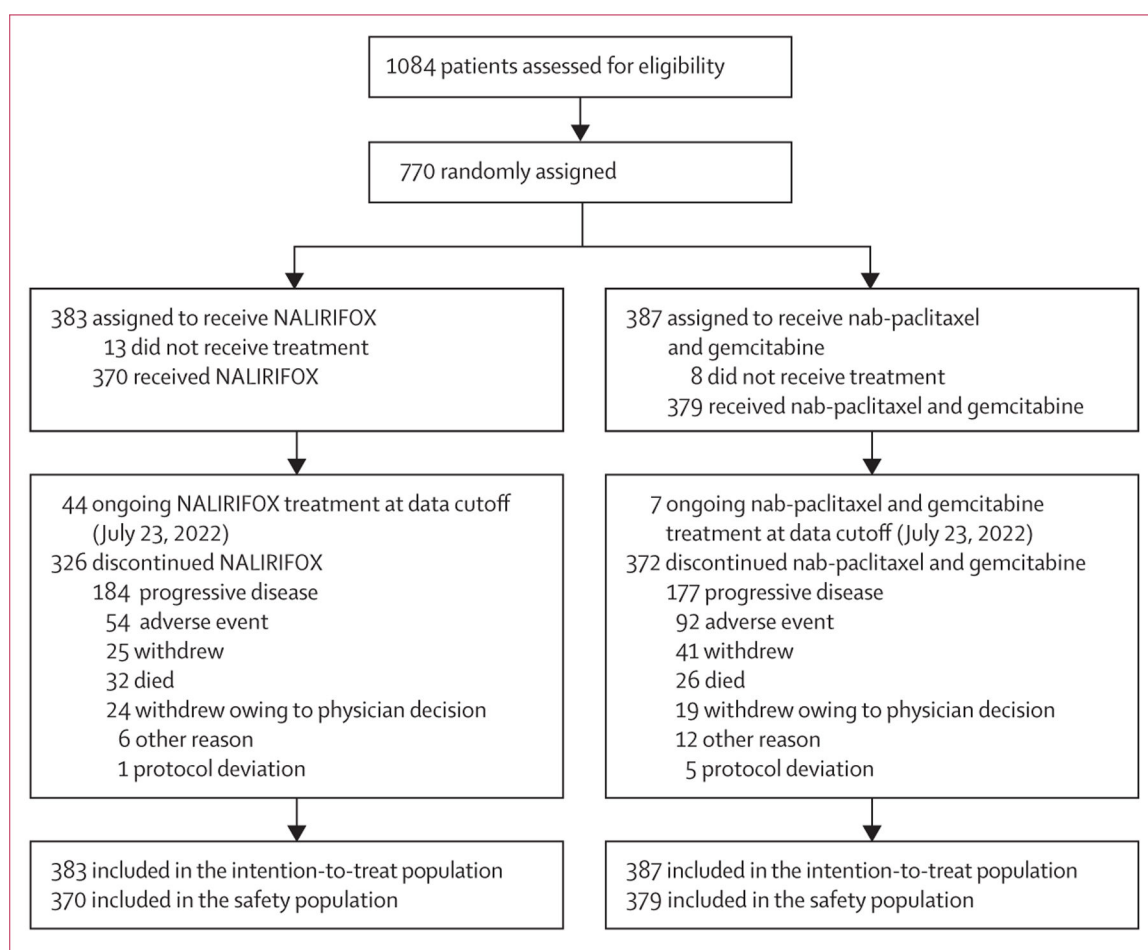 1084 patients assessed for eligibility
770 randomly assigned
383 assigned to receive NALIRIFOX
13 did not receive treatment
370 received NALIRIFOX
387 assigned to receive nab-paclitaxel
and gemcitabine
8 did not receive treatment
379 received nab-paclitaxel and gemcitabine
44 ongoing NALIRIFOX treatment at data cutoff
(July 23, 2022)
326 discontinued NALIRIFOX
184 progressive disease
54 adverse event
25 withdrew
32 died
24 withdrew owing to physician decision
6 other reason
1 protocol deviation
7 ongoing nab-paclitaxel and gemcitabine
treatment at data cutoff (July 23, 2022)
372 discontinued nab-paclitaxel and gemcitabine
177 progressive disease
92 adverse event
41 withdrew
26 died
19 withdrew owing to physician decision
12 other reason
5 protocol deviation
383 included in the intention-to-treat population
370 included in the safety population
387 included in the intention-to-treat population
379 included in the safety population